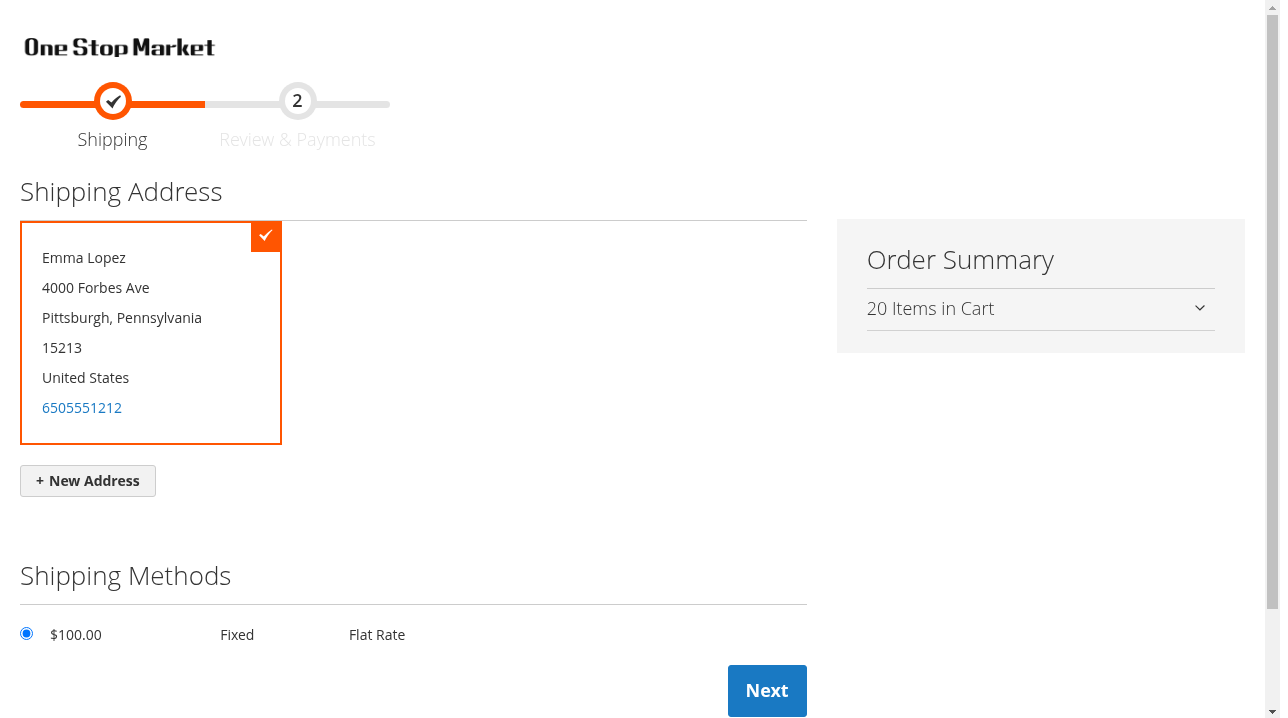 One Stop Market
2
Shipping
Review & Payments
Shipping Address
Emma Lopez
4000 Forbes Ave
Pittsburgh, Pennsylvania
15213
United States
6505551212
+ New Address
Order Summary
20 Items in Cart
Shipping Methods
$100.00 Fixed Flat Rate
Next